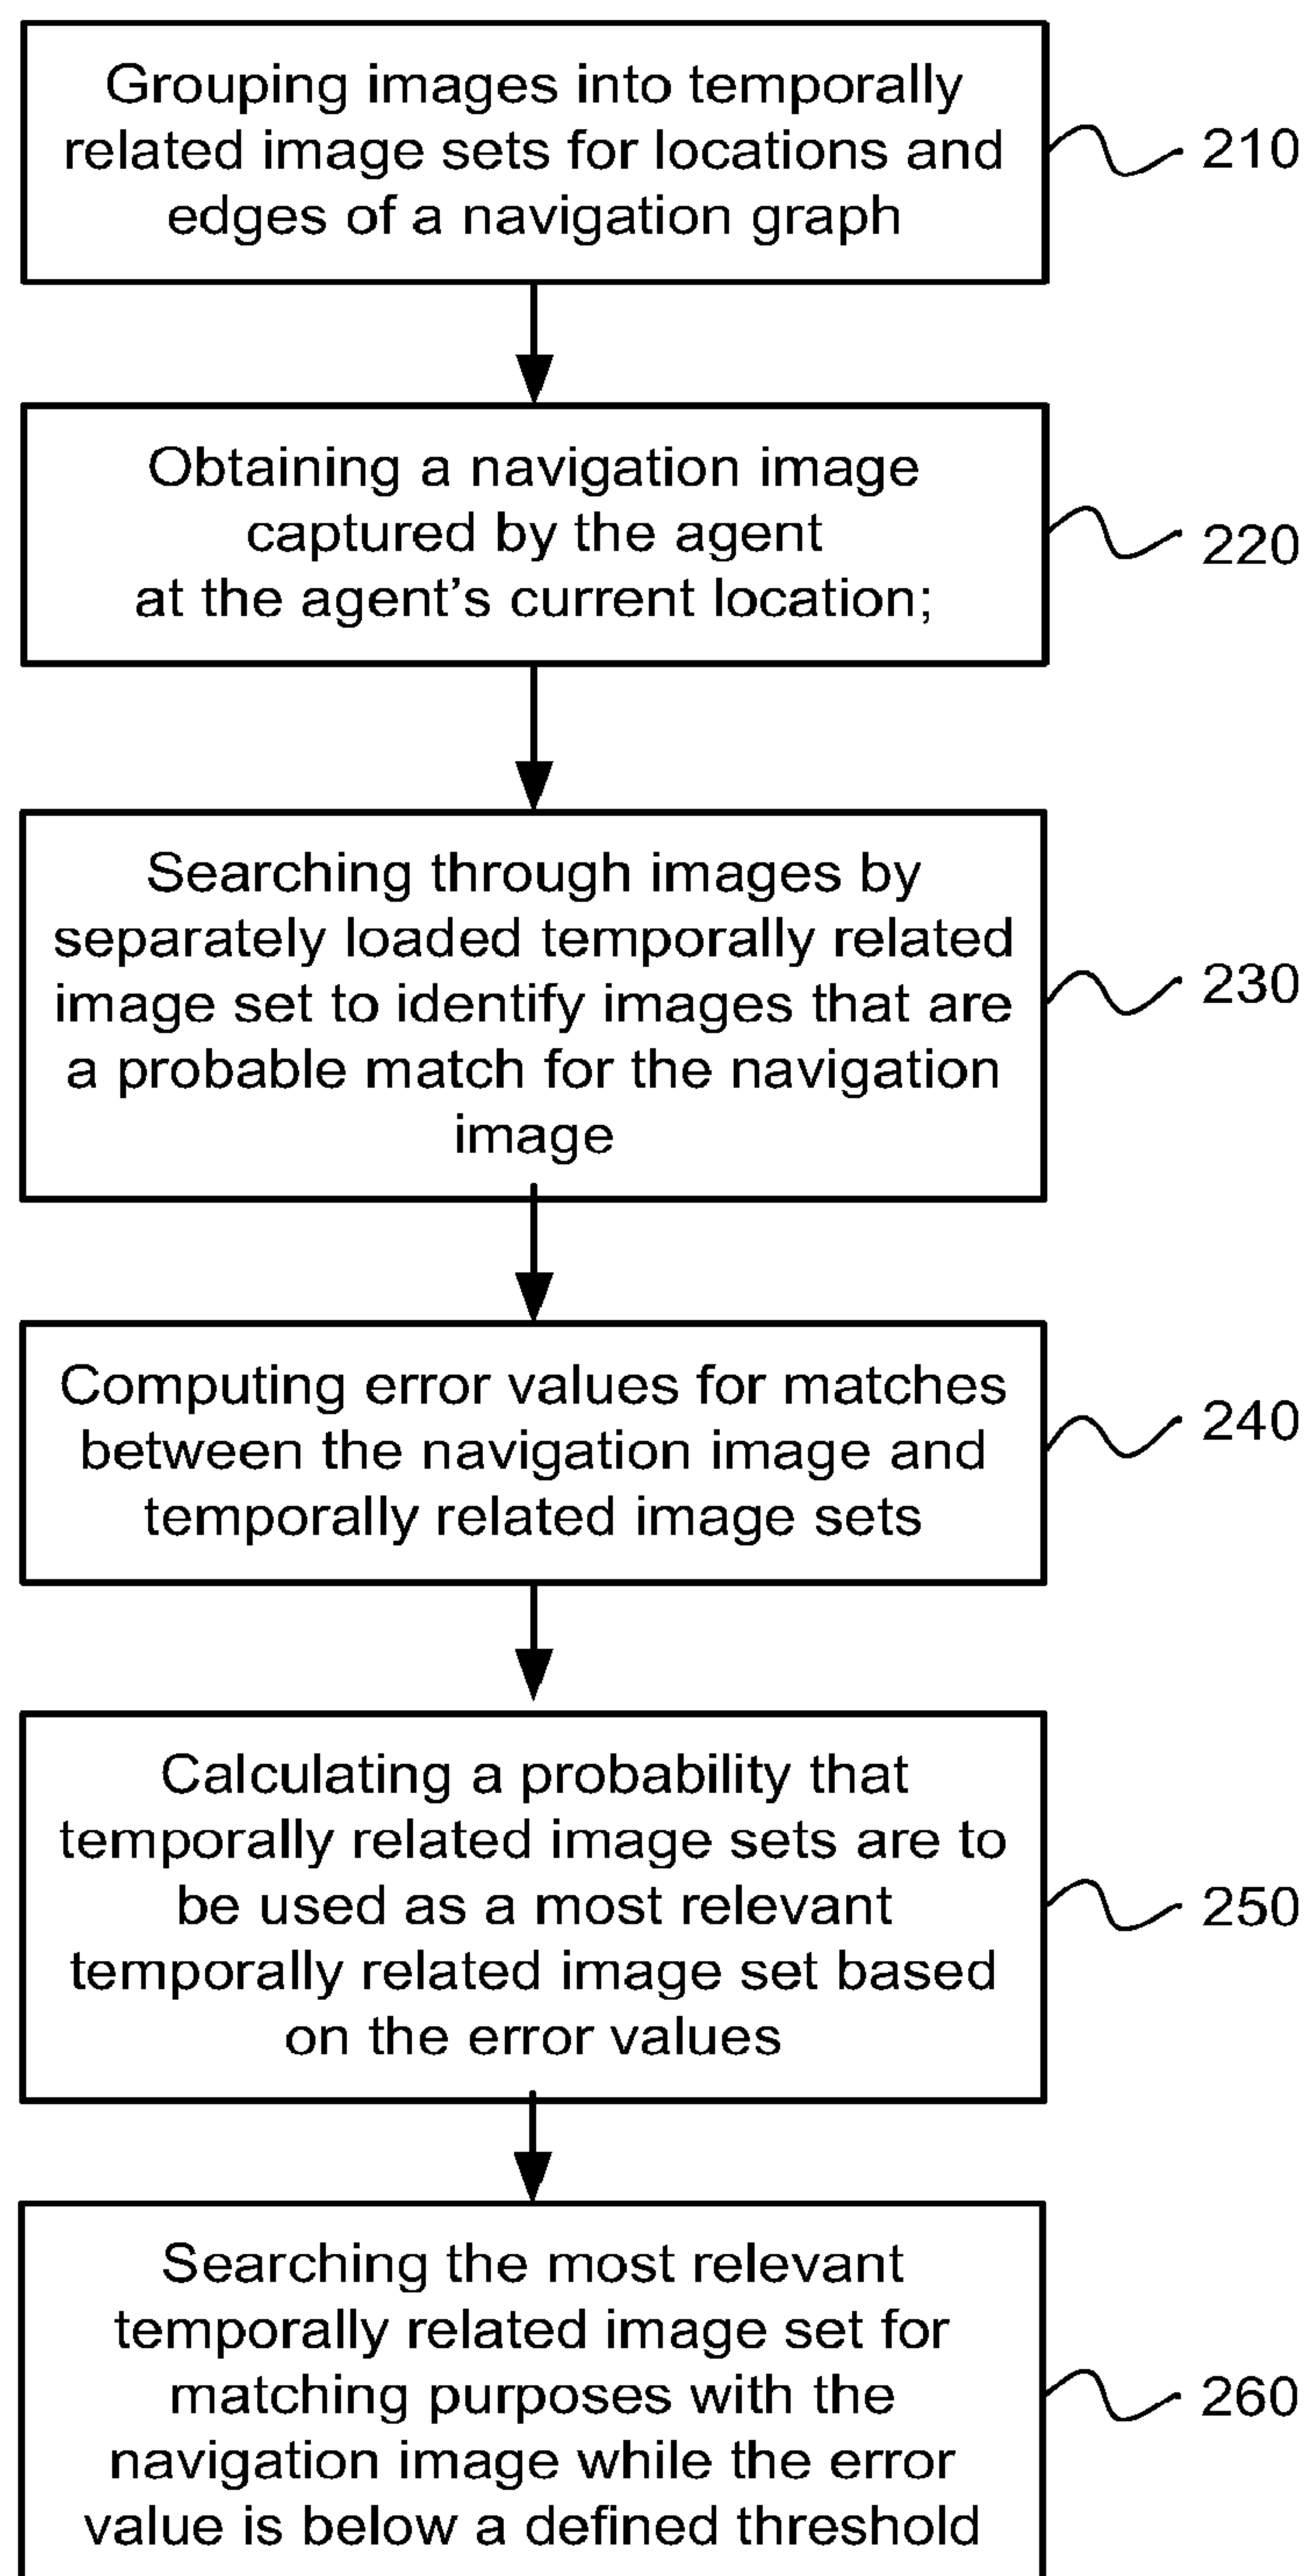 Grouping images into temporally
related image sets for locations and
edges of a navigation graph
210
Obtaining a navigation image
captured by the agent
at the agent’s current location;
220
Searching through images by
separately loaded temporally related
image set to identify images that are
a probable match for the navigation
image
230
Computing error values for matches
between the navigation image and
temporally related image sets
240
Calculating a probability that
temporally related image sets are to
be used as a most relevant
temporally related image set based
on the error values
250
Searching the most relevant
temporally related image set for
matching purposes with the
navigation image while the error
value is below a defined threshold
260